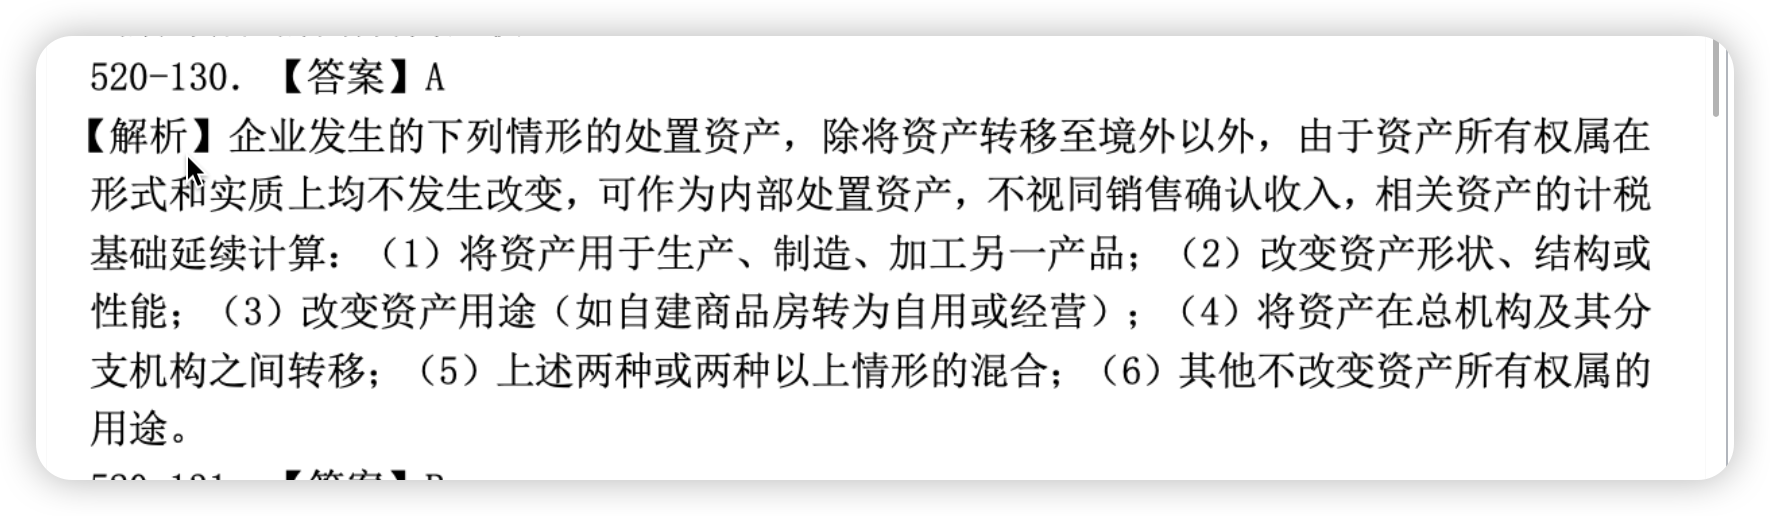 520-130. 【答案】A
【解析】企业发生的下列情形的处置资产，除将资产转移至境外以外，由于资产所有权属在
形式和实质上均不发生改变，可作为内部处置资产，不视同销售确认收入，相关资产的计税
基础延续计算：（1）将资产用于生产、制造、加工另一产品；（2）改变资产形状、结构或
性能；（3）改变资产用途（如自建商品房转为自用或经营）；（4）将资产在总机构及其分
支机构之间转移；（5）上述两种或两种以上情形的混合；（6）其他不改变资产所有权属的
用途。